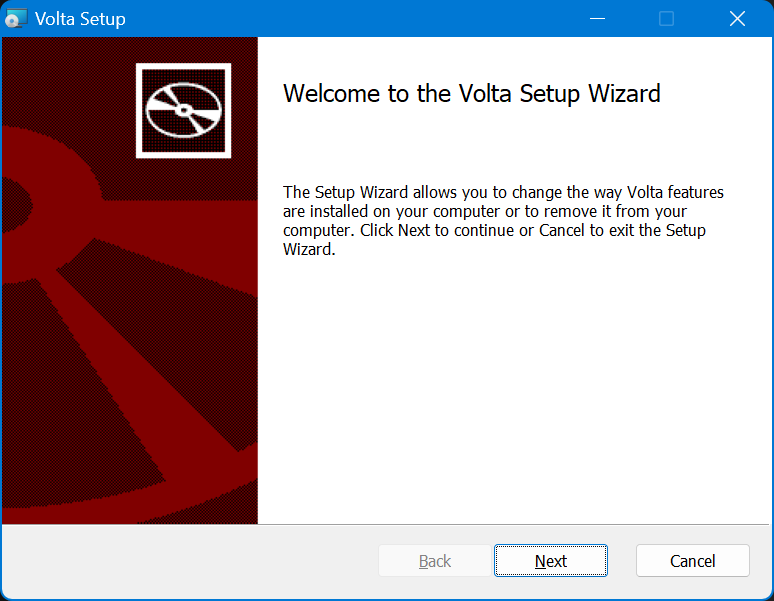 Volta Setup
Welcome to the Volta Setup Wizard
The Setup Wizard allows you to change the way Volta features
are installed on your computer or to remove it from your
computer. Click Next to continue or Cancel to exit the Setup
Wizard.
Back Next Cancel